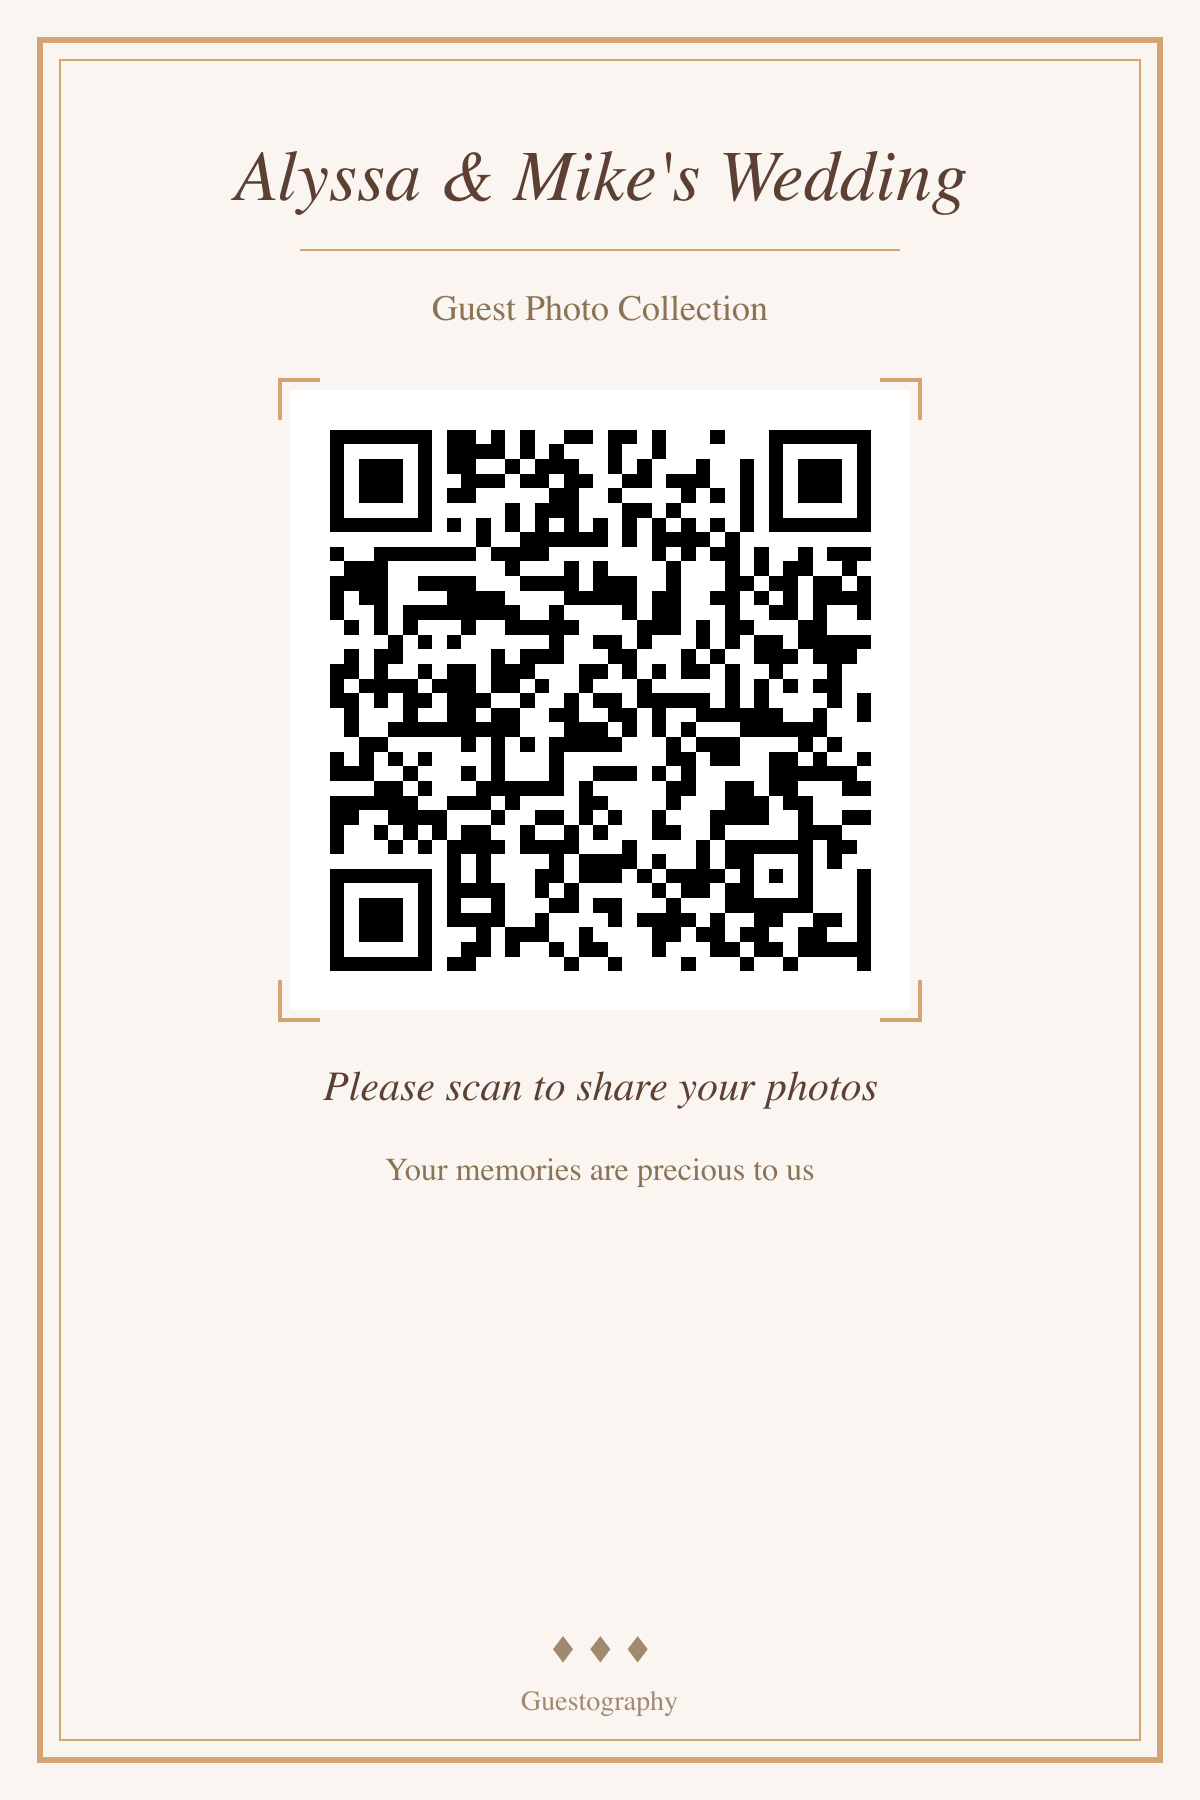 Alyssa & Mike's Wedding
Guest Photo Collection
Please scan to share your photos
Your memories are precious to us
Guestography